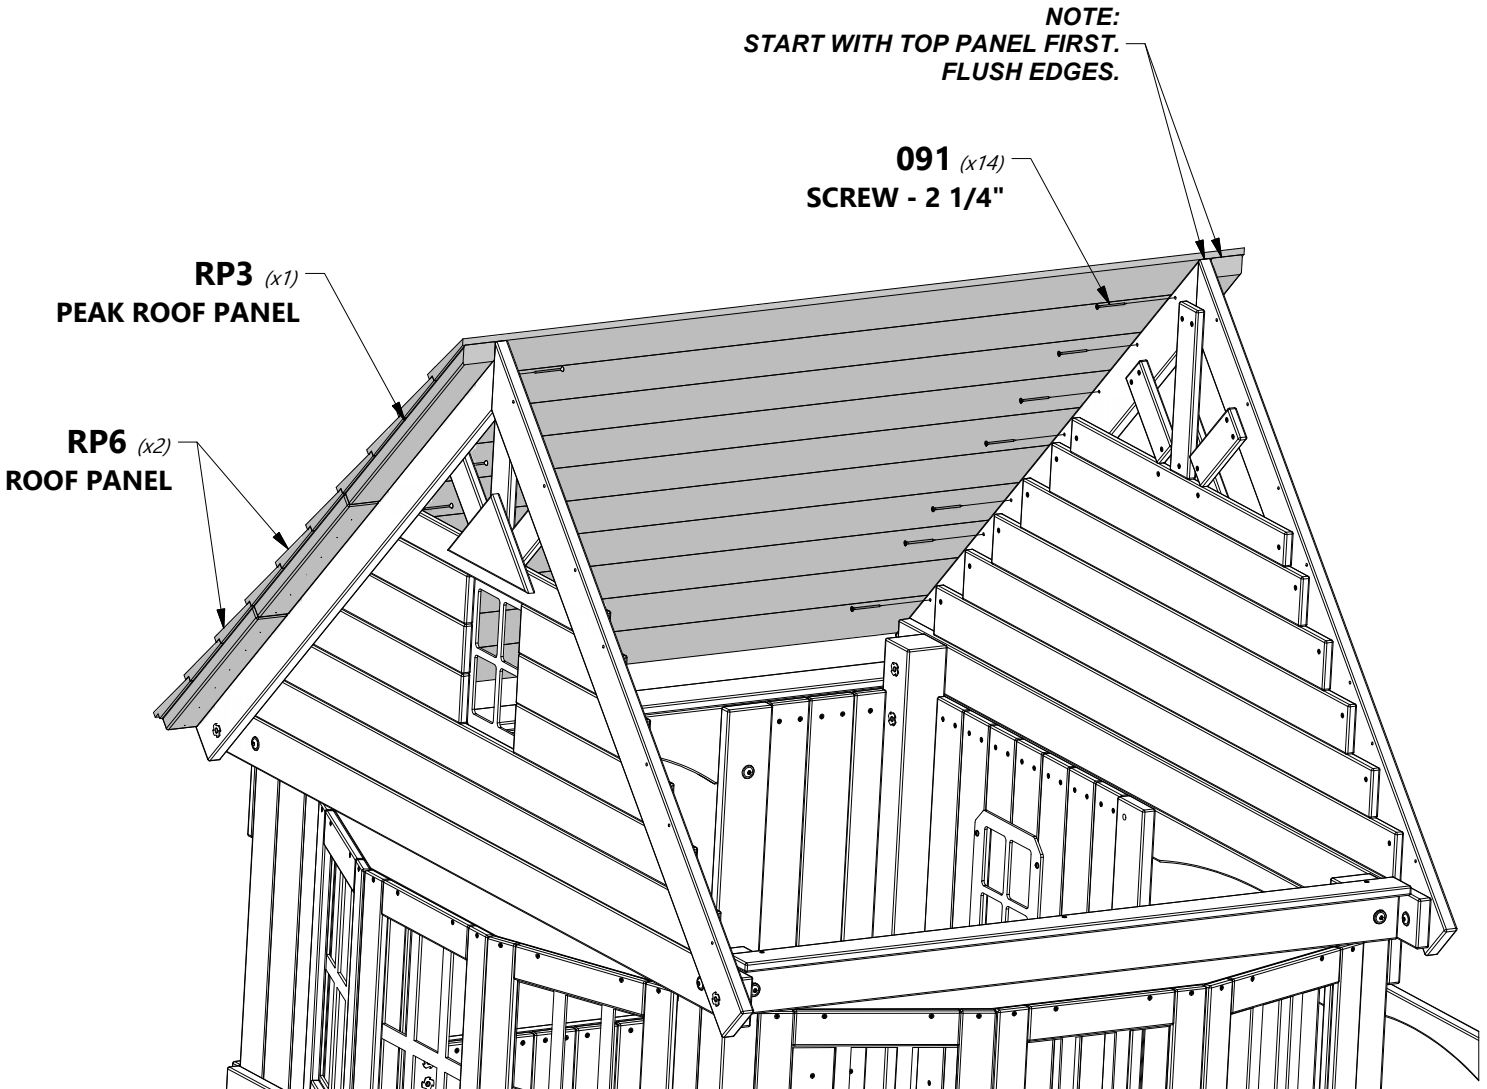 NOTE:
START WITH TOP PANEL FIRST.
FLUSH EDGES.
091 (x14)
SCREW - 2 1/4"
RP3 (x1)
PEAK ROOF PANEL
RP6 (x2)
ROOF PANEL